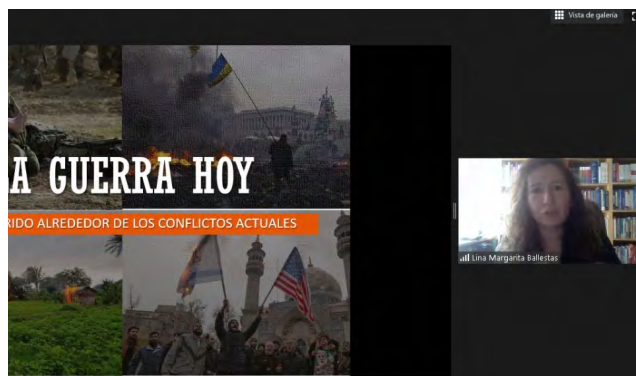 Vista de galería
A GUERRA HOY
RIDO ALREDEDOR DE LOS CONFLICTOS ACTUALES
Lina Margarita Ballestas